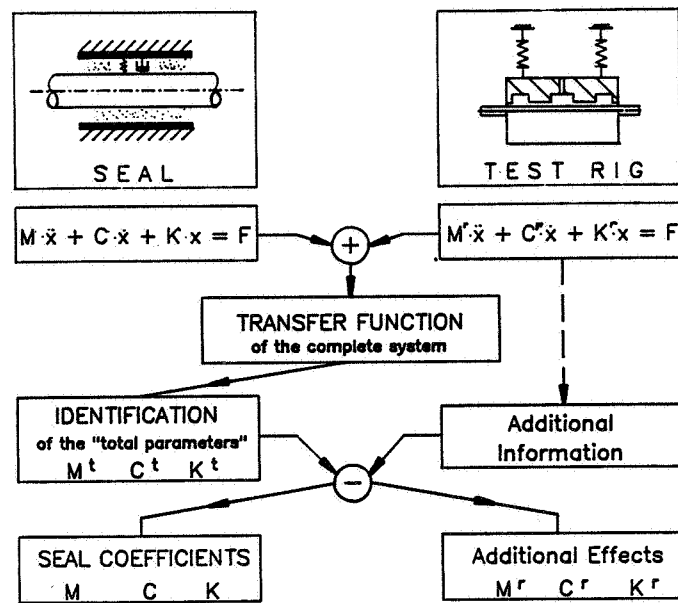 SEAL
TEST RIG
M·ẍ + C·ẋ + K·x = F
Mʳ·ẍ + Cʳ·ẋ + Kʳ·x = F
+
TRANSFER FUNCTION
of the complete system
IDENTIFICATION
of the "total parameters"
Mᵗ Cᵗ Kᵗ
Additional
Information
−
SEAL COEFFICIENTS
M C K
Additional Effects
Mʳ Cʳ Kʳ